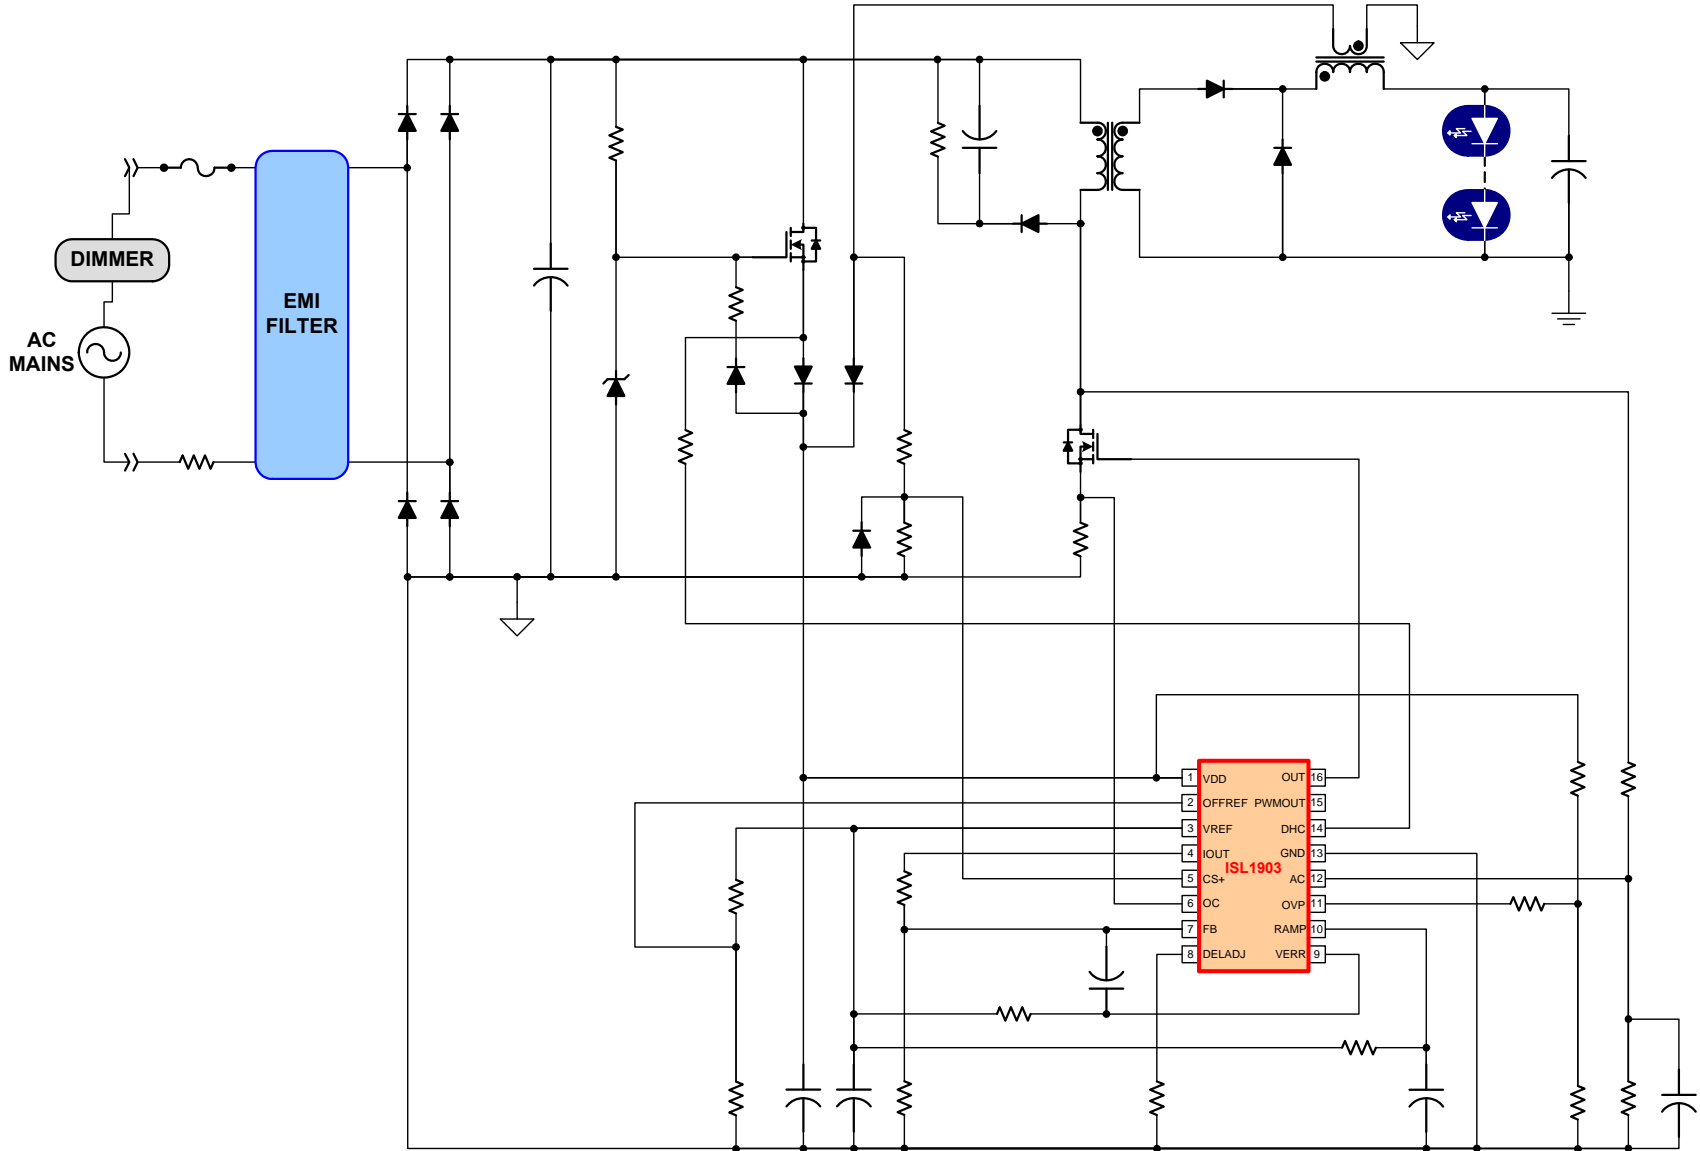 DIMMER
AC
MAINS
EMI
FILTER
1 VDD OUT 16
2 OFFREF PWMOUT 15
3 VREF DHC 14
4 IOUT GND 13
ISL1903
5 CS+ AC 12
6 OC OVP 11
7 FB RAMP 10
8 DELADJ VERR 9